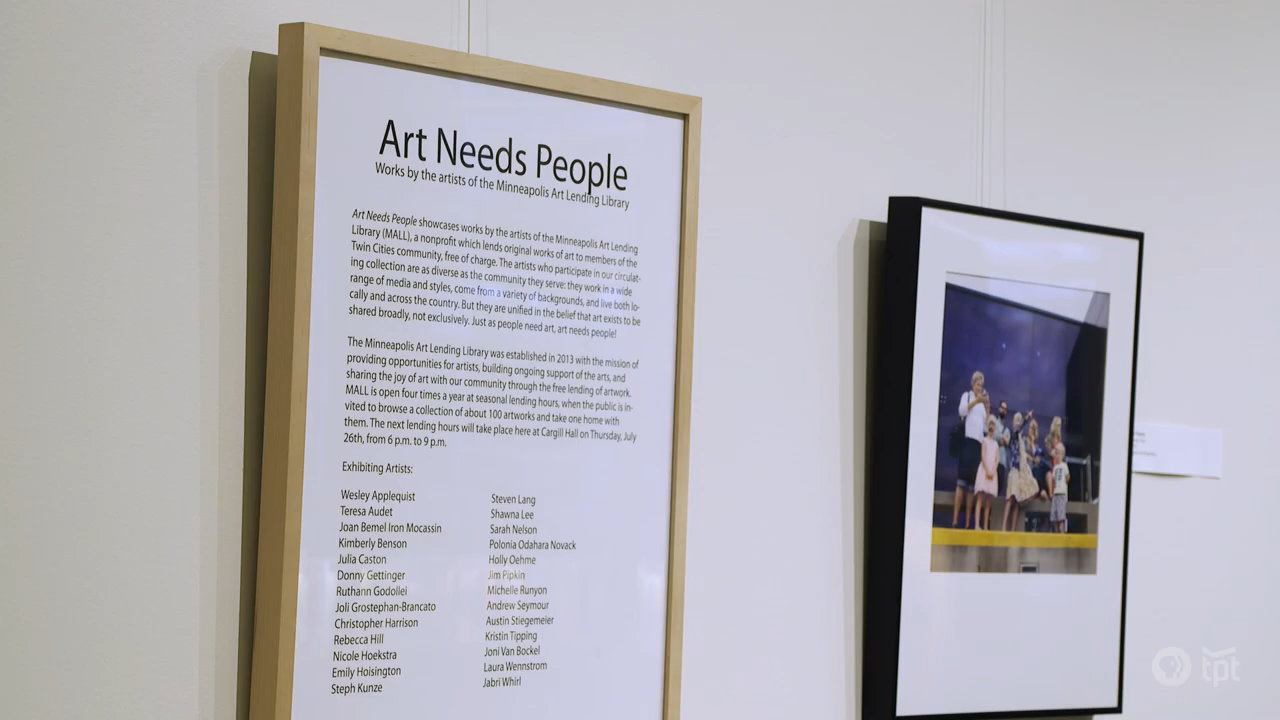 Art Needs People
Works by the artists of the Minneapolis Art Lending Library
Art Needs People showcases works by the artists of the Minneapolis Art Lending
Library (MALL), a nonprofit which lends original works of art to members of the
Twin Cities community, free of charge. The artists who participate in our circulat-
ing collection are as diverse as the community they serve: they work in a wide
range of media and styles, come from a variety of backgrounds, and live both lo-
cally and across the country. But they are unified in the belief that art exists to be
shared broadly, not exclusively. Just as people need art, art needs people!
The Minneapolis Art Lending Library was established in 2013 with the mission of
providing opportunities for artists, building ongoing support of the arts, and
sharing the joy of art with our community through the free lending of artwork.
MALL is open four times a year at seasonal lending hours, when the public is in-
vited to browse a collection of about 100 artworks and take one home with
them. The next lending hours will take place here at Cargill Hall on Thursday, July
26th, from 6 p.m. to 9 p.m.
Exhibiting Artists:
Wesley Applequist
Teresa Audet
Joan Bemel Iron Mocassin
Kimberly Benson
Julia Caston
Donny Gettinger
Ruthann Godollei
Joli Grostephan-Brancato
Christopher Harrison
Rebecca Hill
Nicole Hoekstra
Emily Hoisington
Steph Kunze
Steven Lang
Shawna Lee
Sarah Nelson
Polonia Odahara Novack
Holly Oehme
Jim Pipkin
Michelle Runyon
Andrew Seymour
Austin Stiegemeier
Kristin Tipping
Joni Van Bockel
Laura Wennstrom
Jabri Whirl
tpt